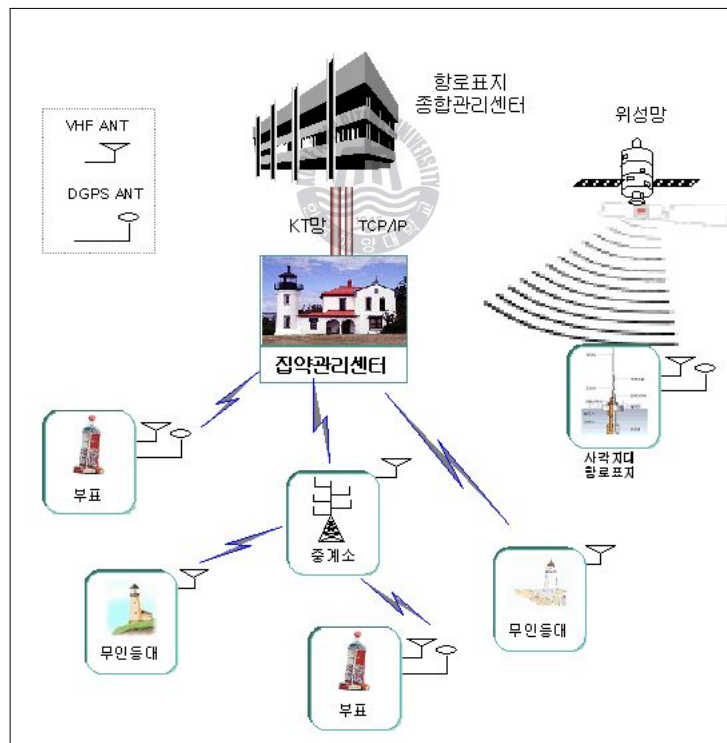 항로표지
종합관리센터
위성망
VHF ANT
DGPS ANT
KT망
TCP/IP
집약관리센터
부표
사각지대
항로표지
중계소
무인등대
무인등대
부표